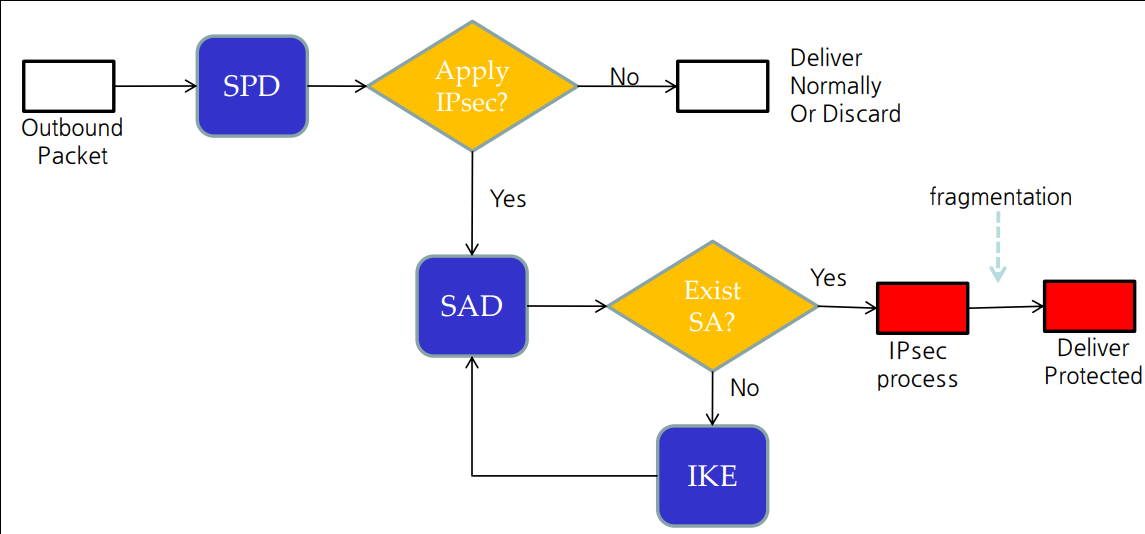 Outbound
Packet
SPD
Apply
IPsec?
No
Deliver
Normally
Or Discard
Yes
SAD
Exist
SA?
Yes
No
IKE
IPsec
process
fragmentation
Deliver
Protected